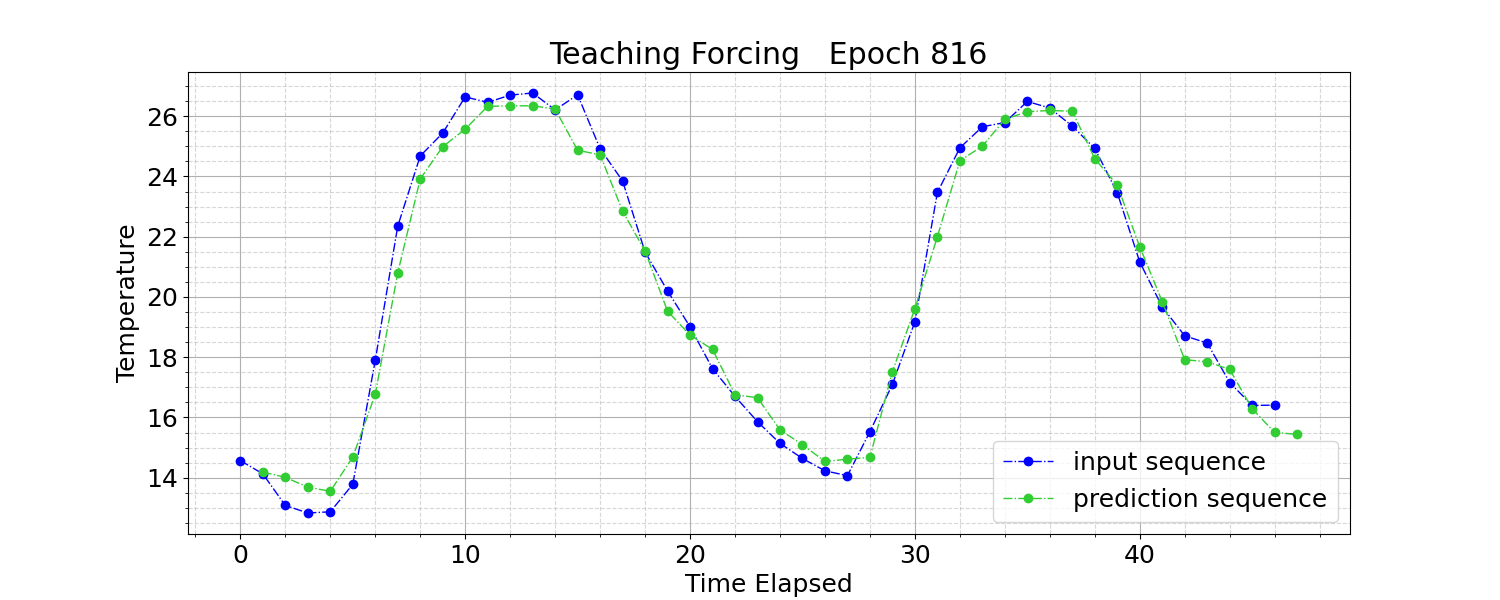 Teaching Forcing   Epoch 816
Temperature
26
24
22
20
18
16
14
input sequence
prediction sequence
0 10 20 30 40
Time Elapsed